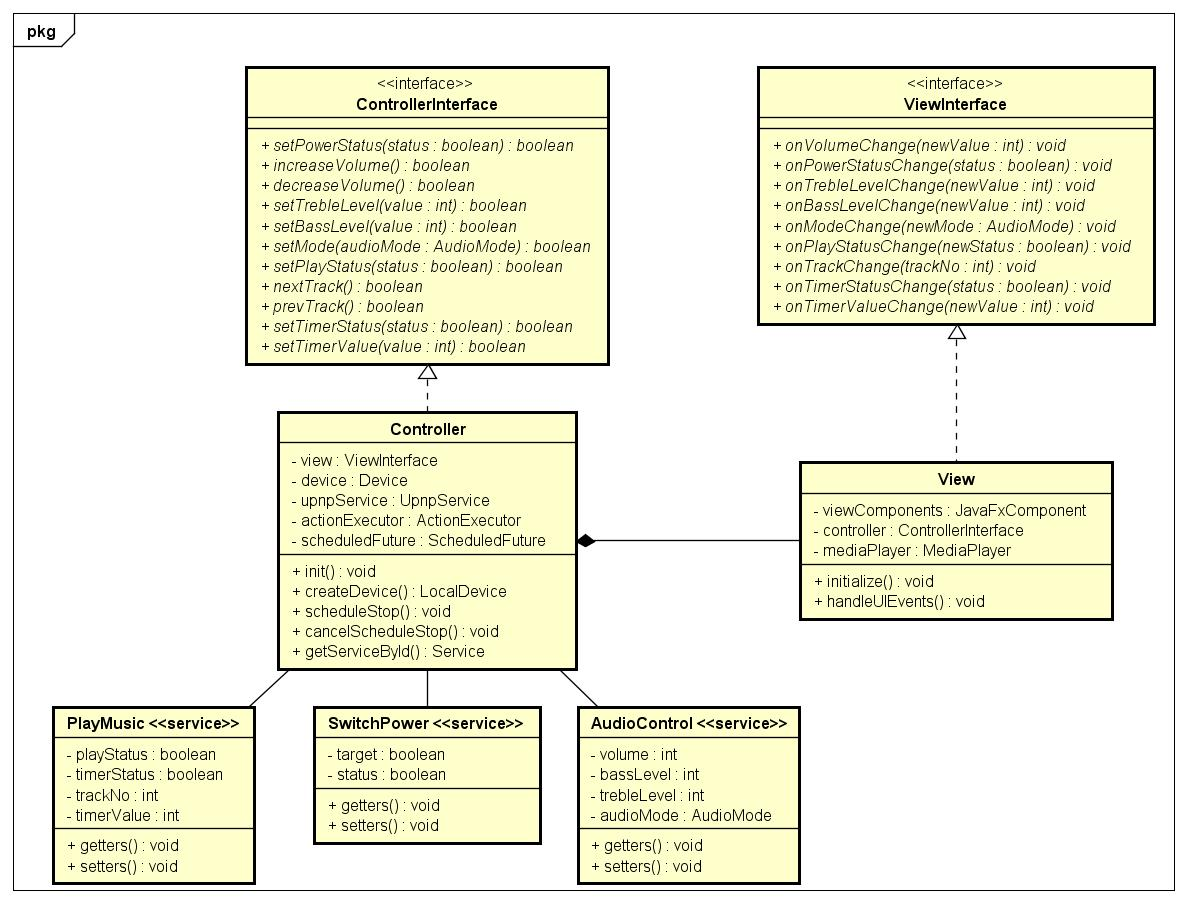 pkg
<<interface>>
ControllerInterface
+ setPowerStatus(status : boolean) : boolean
+ increaseVolume() : boolean
+ decreaseVolume() : boolean
+ setTrebleLevel(value : int) : boolean
+ setBassLevel(value : int) : boolean
+ setMode(audioMode : AudioMode) : boolean
+ setPlayStatus(status : boolean) : boolean
+ nextTrack() : boolean
+ prevTrack() : boolean
+ setTimerStatus(status : boolean) : boolean
+ setTimerValue(value : int) : boolean
<<interface>>
ViewInterface
+ onVolumeChange(newValue : int) : void
+ onPowerStatusChange(status : boolean) : void
+ onTrebleLevelChange(newValue : int) : void
+ onBassLevelChange(newValue : int) : void
+ onModeChange(newMode : AudioMode) : void
+ onPlayStatusChange(newStatus : boolean) : void
+ onTrackChange(trackNo : int) : void
+ onTimerStatusChange(status : boolean) : void
+ onTimerValueChange(newValue : int) : void
Controller
- view : ViewInterface
- device : Device
- upnpService : UpnpService
- actionExecutor : ActionExecutor
- scheduledFuture : ScheduledFuture
+ init() : void
+ createDevice() : LocalDevice
+ scheduleStop() : void
+ cancelScheduleStop() : void
+ getServiceById() : Service
View
- viewComponents : JavaFxComponent
- controller : ControllerInterface
- mediaPlayer : MediaPlayer
+ initialize() : void
+ handleUIEvents() : void
PlayMusic <<service>>
- playStatus : boolean
- timerStatus : boolean
- trackNo : int
- timerValue : int
+ getters() : void
+ setters() : void
SwitchPower <<service>>
- target : boolean
- status : boolean
+ getters() : void
+ setters() : void
AudioControl <<service>>
- volume : int
- bassLevel : int
- trebleLevel : int
- audioMode : AudioMode
+ getters() : void
+ setters() : void